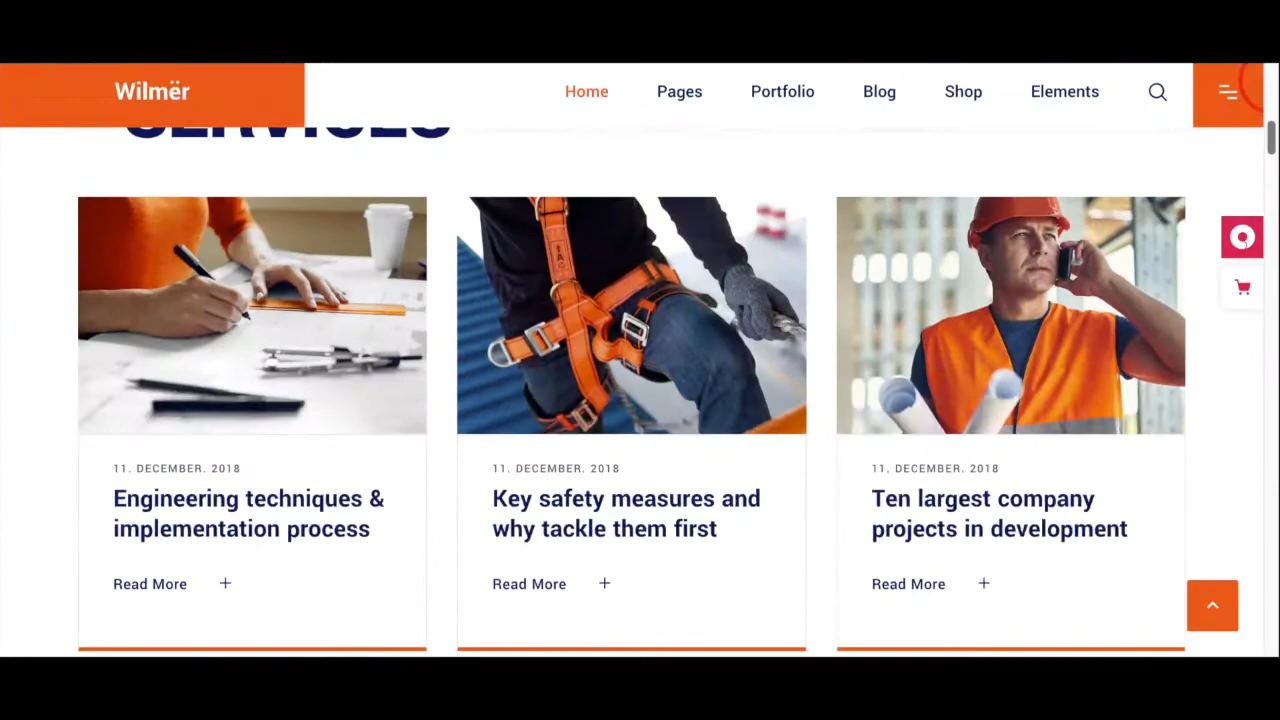 Wilmër
Home Pages Portfolio Blog Shop Elements
SERVICES
11. DECEMBER. 2018
Engineering techniques &
implementation process
Read More +
11. DECEMBER. 2018
Key safety measures and
why tackle them first
Read More +
11. DECEMBER. 2018
Ten largest company
projects in development
Read More +